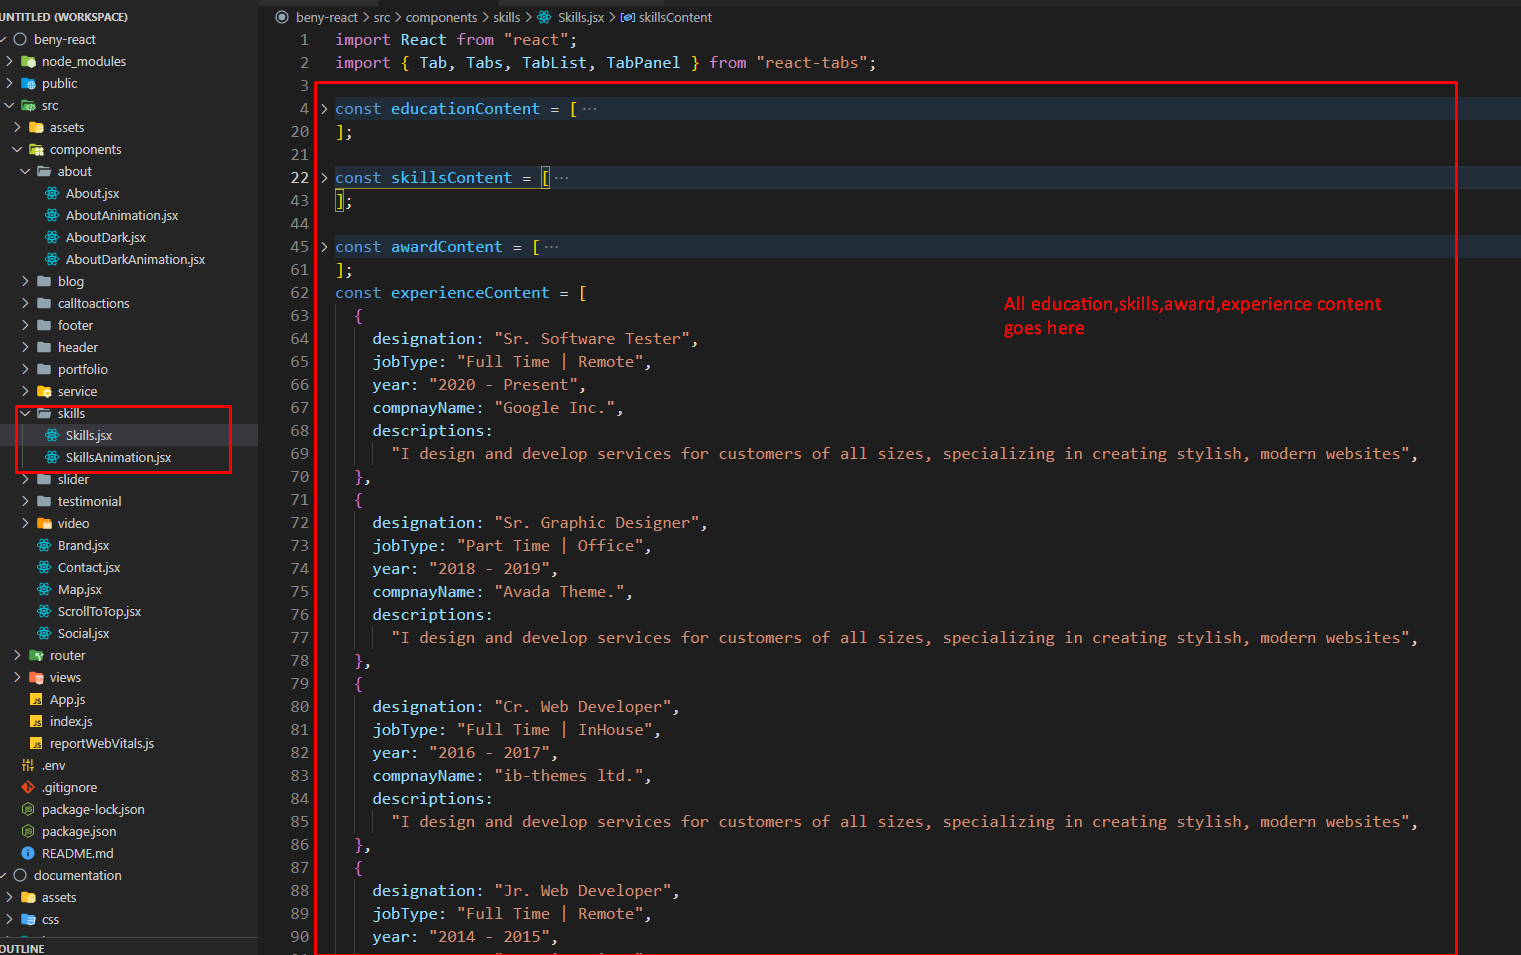 UNTITLED (WORKSPACE)
beny-react
node_modules
public
src
assets
components
about
About.jsx
AboutAnimation.jsx
AboutDark.jsx
AboutDarkAnimation.jsx
blog
calltoactions
footer
header
portfolio
service
skills
Skills.jsx
SkillsAnimation.jsx
slider
testimonial
video
Brand.jsx
Contact.jsx
Map.jsx
ScrollToTop.jsx
Social.jsx
router
views
App.js
index.js
reportWebVitals.js
.env
.gitignore
package-lock.json
package.json
README.md
documentation
assets
css
OUTLINE
beny-react > src > components > skills > Skills.jsx > skillsContent
1 import React from "react";
2 import { Tab, Tabs, TabList, TabPanel } from "react-tabs";
3
4 const educationContent = [ ···
20 ];
21
22 const skillsContent = [ ···
43 ];
44
45 const awardContent = [ ···
61 ];
62 const experienceContent = [
63 {
64 designation: "Sr. Software Tester",
65 jobType: "Full Time | Remote",
66 year: "2020 - Present",
67 compnayName: "Google Inc.",
68 descriptions:
69 "I design and develop services for customers of all sizes, specializing in creating stylish, modern websites",
70 },
71 {
72 designation: "Sr. Graphic Designer",
73 jobType: "Part Time | Office",
74 year: "2018 - 2019",
75 compnayName: "Avada Theme.",
76 descriptions:
77 "I design and develop services for customers of all sizes, specializing in creating stylish, modern websites",
78 },
79 {
80 designation: "Cr. Web Developer",
81 jobType: "Full Time | InHouse",
82 year: "2016 - 2017",
83 compnayName: "ib-themes ltd.",
84 descriptions:
85 "I design and develop services for customers of all sizes, specializing in creating stylish, modern websites",
86 },
87 {
88 designation: "Jr. Web Developer",
89 jobType: "Full Time | Remote",
90 year: "2014 - 2015",
All education,skills,award,experience content
goes here